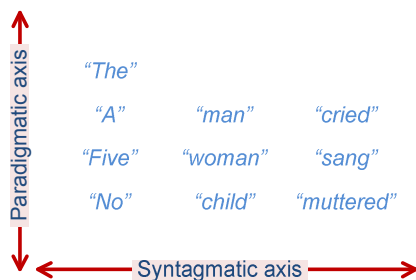 Paradigmatic axis
“The”
“A” “man” “cried”
“Five” “woman” “sang”
“No” “child” “muttered”
Syntagmatic axis